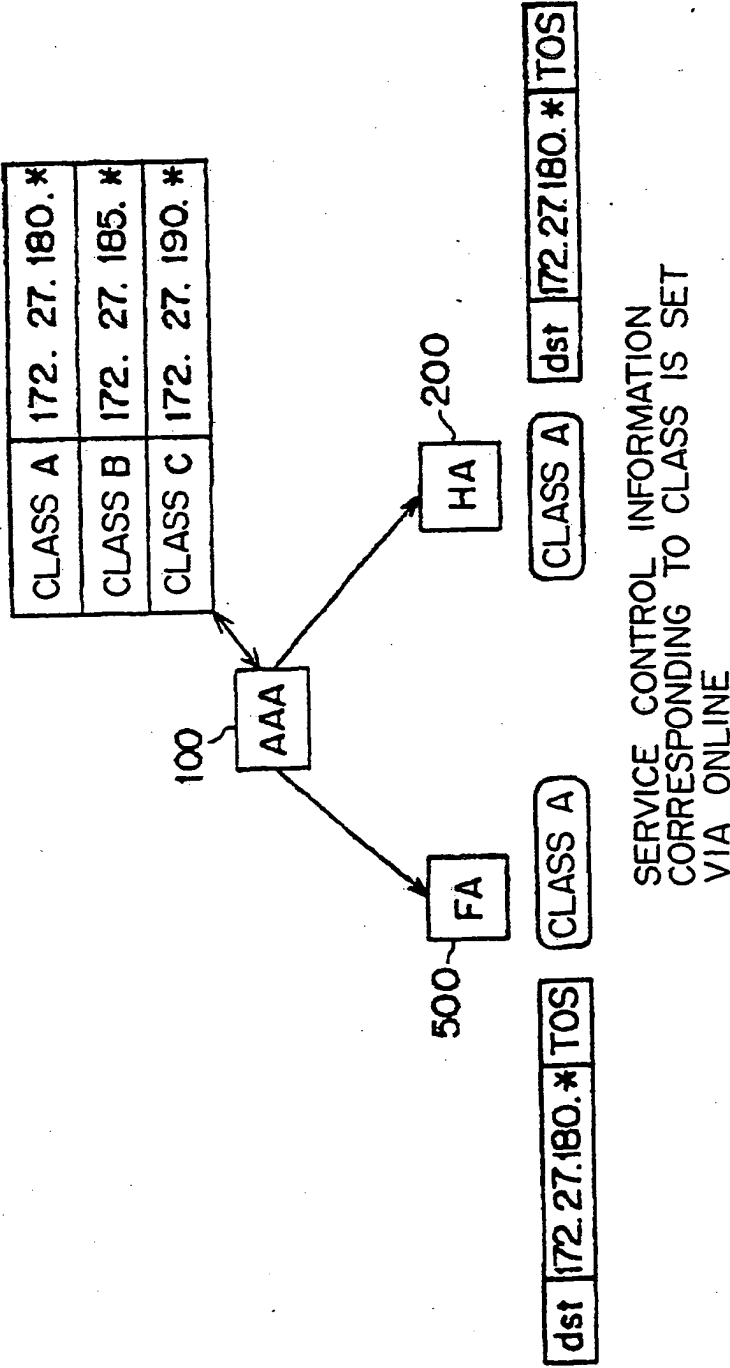 CLASS A 172. 27. 180. *
CLASS B 172. 27. 185. *
CLASS C 172. 27. 190. *
100
AAA
500
FA
HA
200
dst 172.27.180.* TOS
CLASS A
CLASS A
dst 172.27.180.* TOS
SERVICE CONTROL INFORMATION
CORRESPONDING TO CLASS IS SET
VIA ONLINE